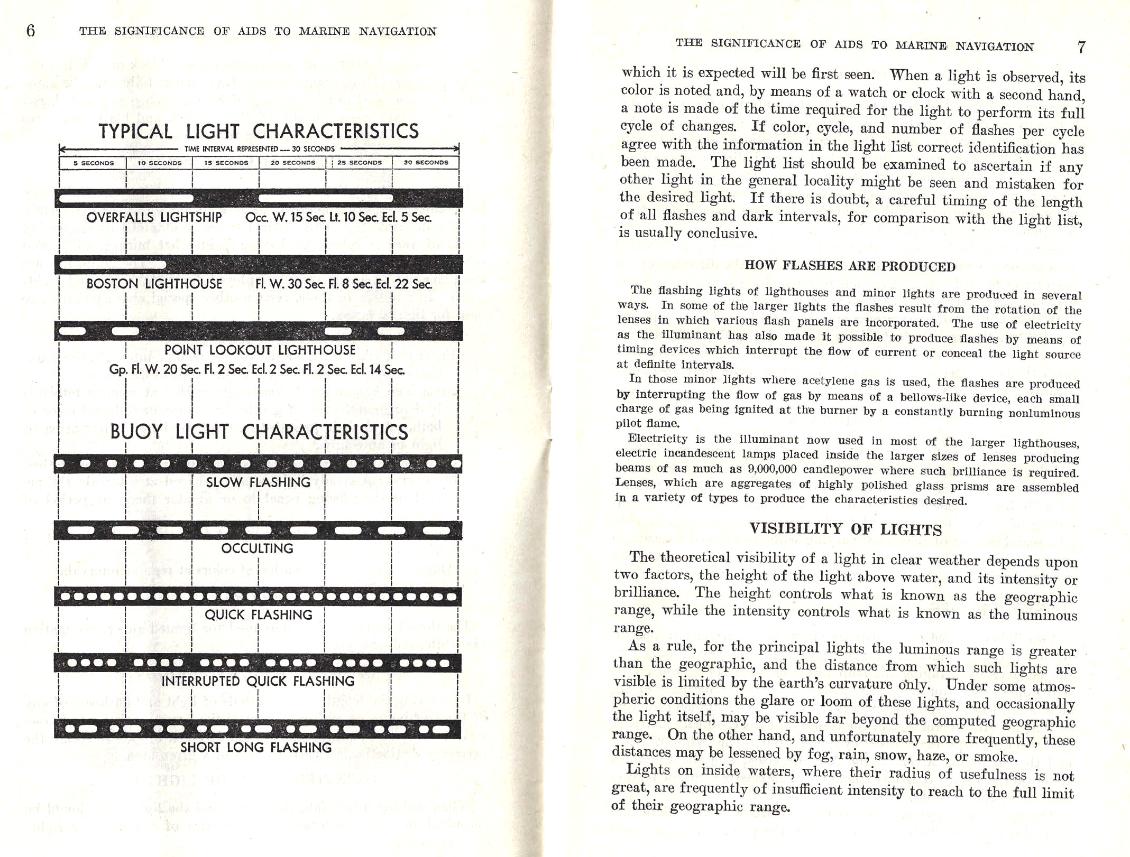 6 THE SIGNIFICANCE OF AIDS TO MARINE NAVIGATION
TYPICAL LIGHT CHARACTERISTICS
TIME INTERVAL REPRESENTED — 30 SECONDS
5 SECONDS 10 SECONDS 15 SECONDS 20 SECONDS 25 SECONDS 30 SECONDS
OVERFALLS LIGHTSHIP Occ. W. 15 Sec. Lt. 10 Sec. Ecl. 5 Sec.
BOSTON LIGHTHOUSE Fl. W. 30 Sec. Fl. 8 Sec. Ecl. 22 Sec.
POINT LOOKOUT LIGHTHOUSE
Gp. Fl. W. 20 Sec. Fl. 2 Sec. Ecl. 2 Sec. Fl. 2 Sec. Ecl. 14 Sec.
BUOY LIGHT CHARACTERISTICS
SLOW FLASHING
OCCULTING
QUICK FLASHING
INTERRUPTED QUICK FLASHING
SHORT LONG FLASHING
THE SIGNIFICANCE OF AIDS TO MARINE NAVIGATION 7
which it is expected will be first seen. When a light is observed, its
color is noted and, by means of a watch or clock with a second hand,
a note is made of the time required for the light to perform its full
cycle of changes. If color, cycle, and number of flashes per cycle
agree with the information in the light list correct identification has
been made. The light list should be examined to ascertain if any
other light in the general locality might be seen and mistaken for
the desired light. If there is doubt, a careful timing of the length
of all flashes and dark intervals, for comparison with the light list,
is usually conclusive.
HOW FLASHES ARE PRODUCED
The flashing lights of lighthouses and minor lights are produced in several
ways. In some of the larger lights the flashes result from the rotation of the
lenses in which various flash panels are incorporated. The use of electricity
as the illuminant has also made it possible to produce flashes by means of
timing devices which interrupt the flow of current or conceal the light source
at definite intervals.
In those minor lights where acetylene gas is used, the flashes are produced
by interrupting the flow of gas by means of a bellows-like device, each small
charge of gas being ignited at the burner by a constantly burning nonluminous
pilot flame.
Electricity is the illuminant now used in most of the larger lighthouses,
electric incandescent lamps placed inside the larger sizes of lenses producing
beams of as much as 9,000,000 candlepower where such brilliance is required.
Lenses, which are aggregates of highly polished glass prisms are assembled
in a variety of types to produce the characteristics desired.
VISIBILITY OF LIGHTS
The theoretical visibility of a light in clear weather depends upon
two factors, the height of the light above water, and its intensity or
brilliance. The height controls what is known as the geographic
range, while the intensity controls what is known as the luminous
range.
As a rule, for the principal lights the luminous range is greater
than the geographic, and the distance from which such lights are
visible is limited by the earth's curvature only. Under some atmos-
pheric conditions the glare or loom of these lights, and occasionally
the light itself, may be visible far beyond the computed geographic
range. On the other hand, and unfortunately more frequently, these
distances may be lessened by fog, rain, snow, haze, or smoke.
Lights on inside waters, where their radius of usefulness is not
great, are frequently of insufficient intensity to reach to the full limit
of their geographic range.